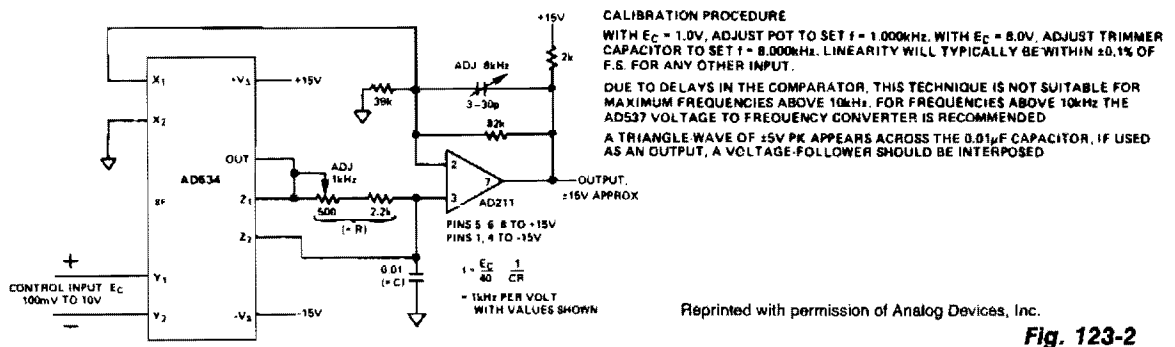 CALIBRATION PROCEDURE
WITH EC = 1.0V, ADJUST POT TO SET f = 1.000kHz. WITH EC = 8.0V, ADJUST TRIMMER
CAPACITOR TO SET f = 8.000kHz. LINEARITY WILL TYPICALLY BE WITHIN ±0.1% OF
F.S. FOR ANY OTHER INPUT.
DUE TO DELAYS IN THE COMPARATOR, THIS TECHNIQUE IS NOT SUITABLE FOR
MAXIMUM FREQUENCIES ABOVE 10kHz. FOR FREQUENCIES ABOVE 10kHz THE
AD537 VOLTAGE TO FREQUENCY CONVERTER IS RECOMMENDED
A TRIANGLE-WAVE OF ±5V PK APPEARS ACROSS THE 0.01µF CAPACITOR, IF USED
AS AN OUTPUT, A VOLTAGE-FOLLOWER SHOULD BE INTERPOSED
+15V
2k
ADJ 8kHz
3-30p
39k
82k
X1
+VS
+15V
X2
OUT
AD534
SF
Z1
Z2
Y1
Y2
-VS
-15V
ADJ
1kHz
500
2.2k
(= R)
2
7
3
AD211
OUTPUT,
±15V APPROX
PINS 5, 6, 8 TO +15V
PINS 1, 4 TO -15V
0.01
(= C)
f = EC/40 1/CR
= 1kHz PER VOLT
WITH VALUES SHOWN
+
CONTROL INPUT EC
100mV TO 10V
−
Reprinted with permission of Analog Devices, Inc.
Fig. 123-2